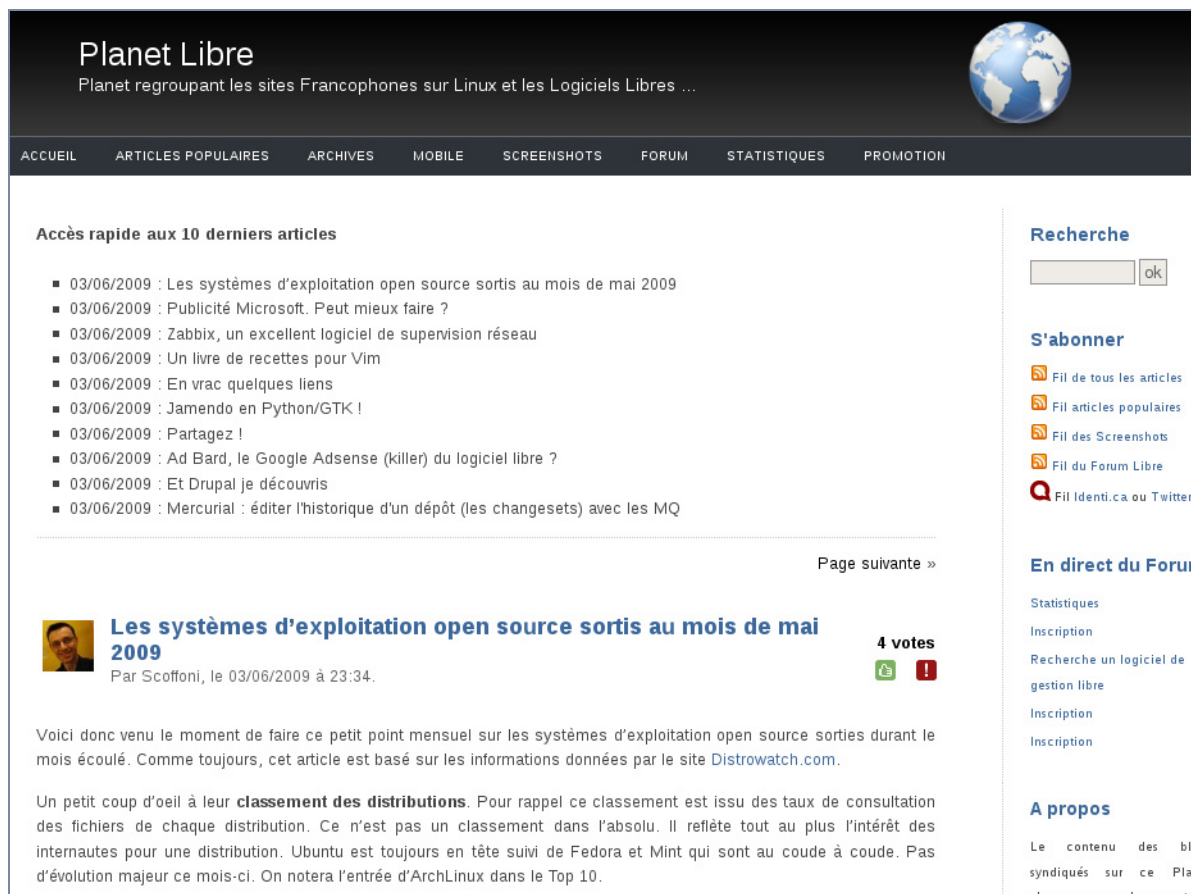 Planet Libre
Planet regroupant les sites Francophones sur Linux et les Logiciels Libres ...
ACCUEIL ARTICLES POPULAIRES ARCHIVES MOBILE SCREENSHOTS FORUM STATISTIQUES PROMOTION
Accès rapide aux 10 derniers articles
03/06/2009 : Les systèmes d’exploitation open source sortis au mois de mai 2009
03/06/2009 : Publicité Microsoft. Peut mieux faire ?
03/06/2009 : Zabbix, un excellent logiciel de supervision réseau
03/06/2009 : Un livre de recettes pour Vim
03/06/2009 : En vrac quelques liens
03/06/2009 : Jamendo en Python/GTK !
03/06/2009 : Partagez !
03/06/2009 : Ad Bard, le Google Adsense (killer) du logiciel libre ?
03/06/2009 : Et Drupal je découvris
03/06/2009 : Mercurial : éditer l'historique d'un dépôt (les changesets) avec les MQ
Page suivante »
Les systèmes d’exploitation open source sortis au mois de mai
2009
Par Scoffoni, le 03/06/2009 à 23:34.
4 votes
Voici donc venu le moment de faire ce petit point mensuel sur les systèmes d’exploitation open source sorties durant le
mois écoulé. Comme toujours, cet article est basé sur les informations données par le site Distrowatch.com.
Un petit coup d’oeil à leur classement des distributions. Pour rappel ce classement est issu des taux de consultation
des fichiers de chaque distribution. Ce n’est pas un classement dans l’absolu. Il reflète tout au plus l’intérêt des
internautes pour une distribution. Ubuntu est toujours en tête suivi de Fedora et Mint qui sont au coude à coude. Pas
d’évolution majeur ce mois-ci. On notera l’entrée d’ArchLinux dans le Top 10.
Recherche
ok
S'abonner
Fil de tous les articles
Fil articles populaires
Fil des Screenshots
Fil du Forum Libre
Fil Identi.ca ou Twitter
En direct du
Statistiques
Inscription
Recherche un logiciel de
gestion libre
Inscription
Inscription
A propos
Le contenu des
syndiqués sur ce